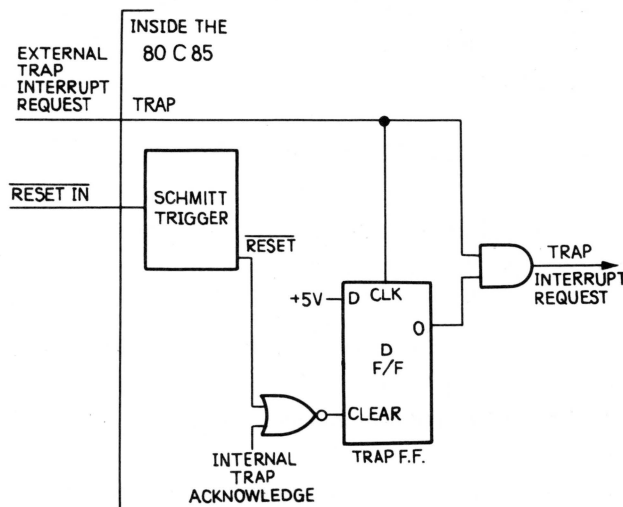 INSIDE THE
80 C 85
EXTERNAL
TRAP
INTERRUPT
REQUEST
TRAP
RESET IN
SCHMITT
TRIGGER
RESET
+5V
D CLK
O
D
F/F
CLEAR
TRAP F.F.
TRAP
INTERRUPT
REQUEST
INTERNAL
TRAP
ACKNOWLEDGE